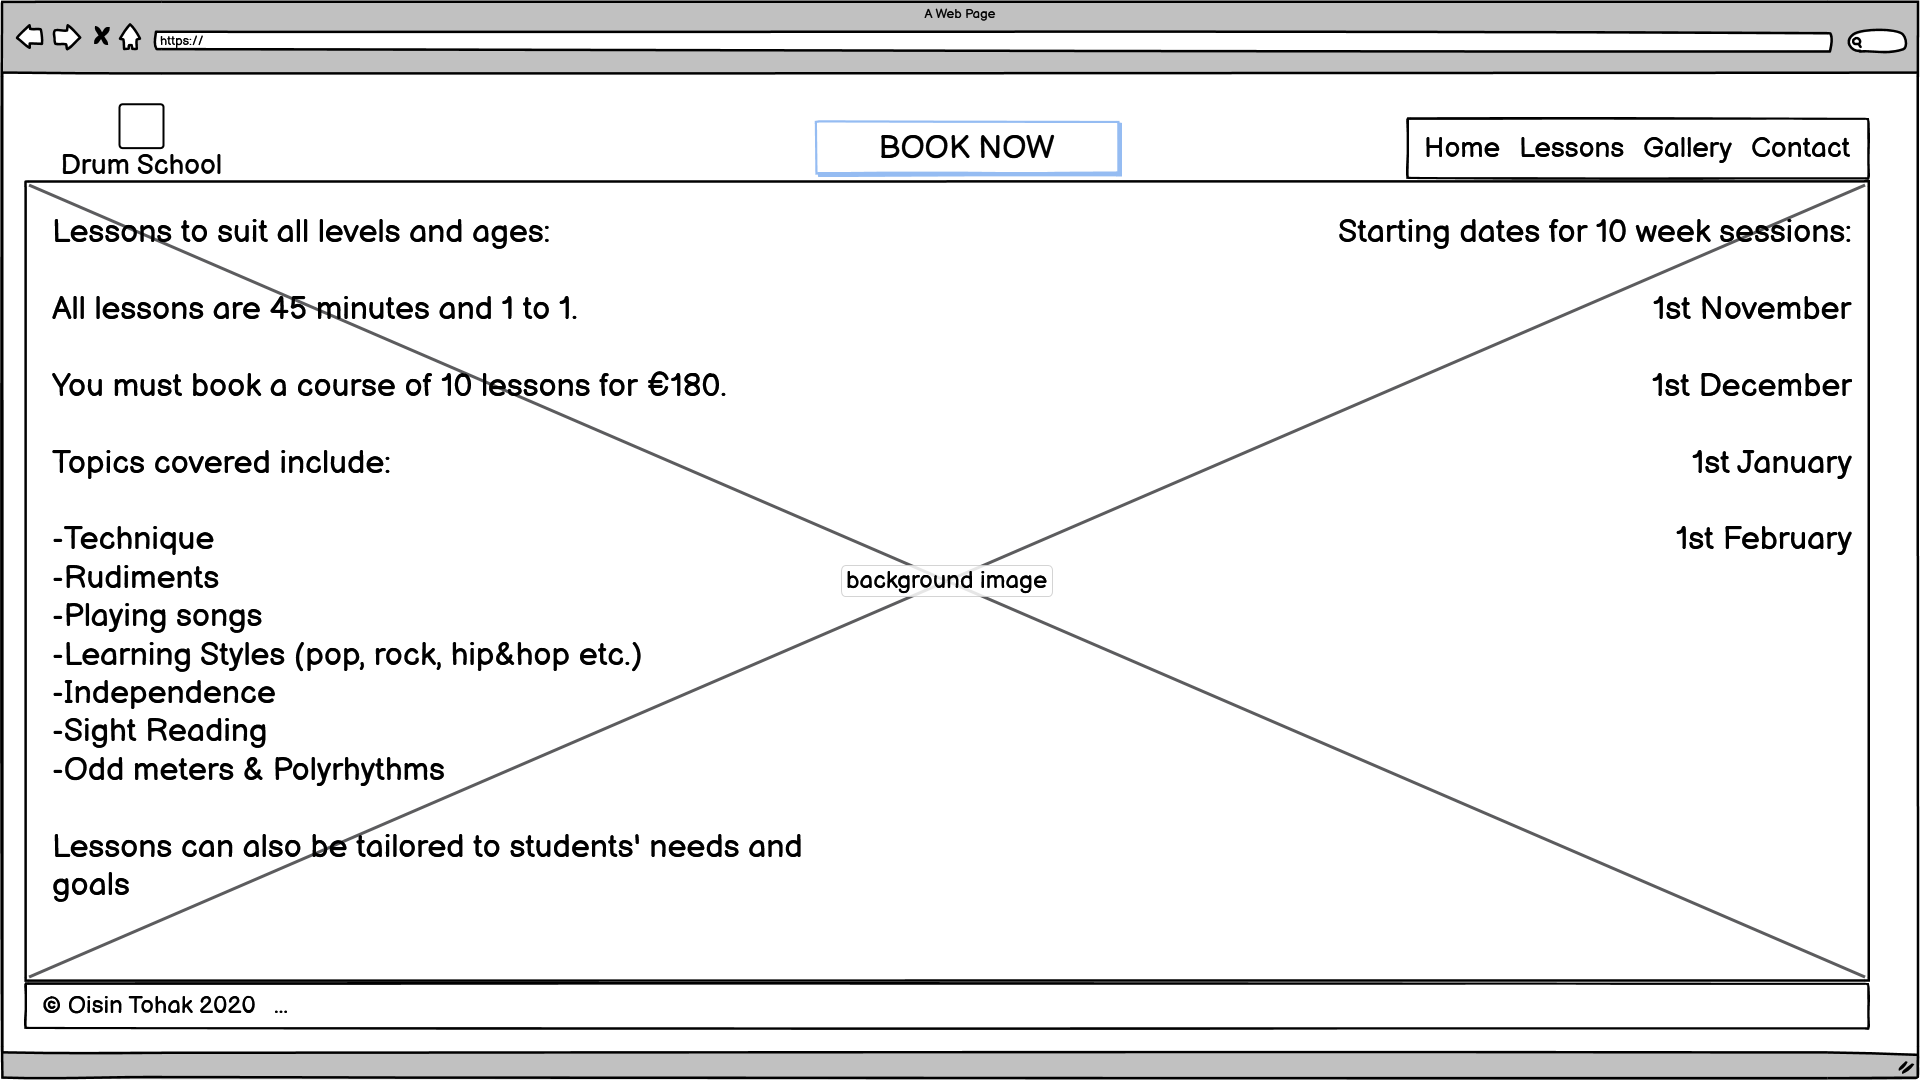 A Web Page
https://
Drum School
BOOK NOW
Home Lessons Gallery Contact
Lessons to suit all levels and ages:
All lessons are 45 minutes and 1 to 1.
You must book a course of 10 lessons for €180.
Topics covered include:
-Technique
-Rudiments
-Playing songs
-Learning Styles (pop, rock, hip&hop etc.)
-Independence
-Sight Reading
-Odd meters & Polyrhythms
Lessons can also be tailored to students' needs and
goals
Starting dates for 10 week sessions:
1st November
1st December
1st January
1st February
background image
© Oisin Tohak 2020 ...